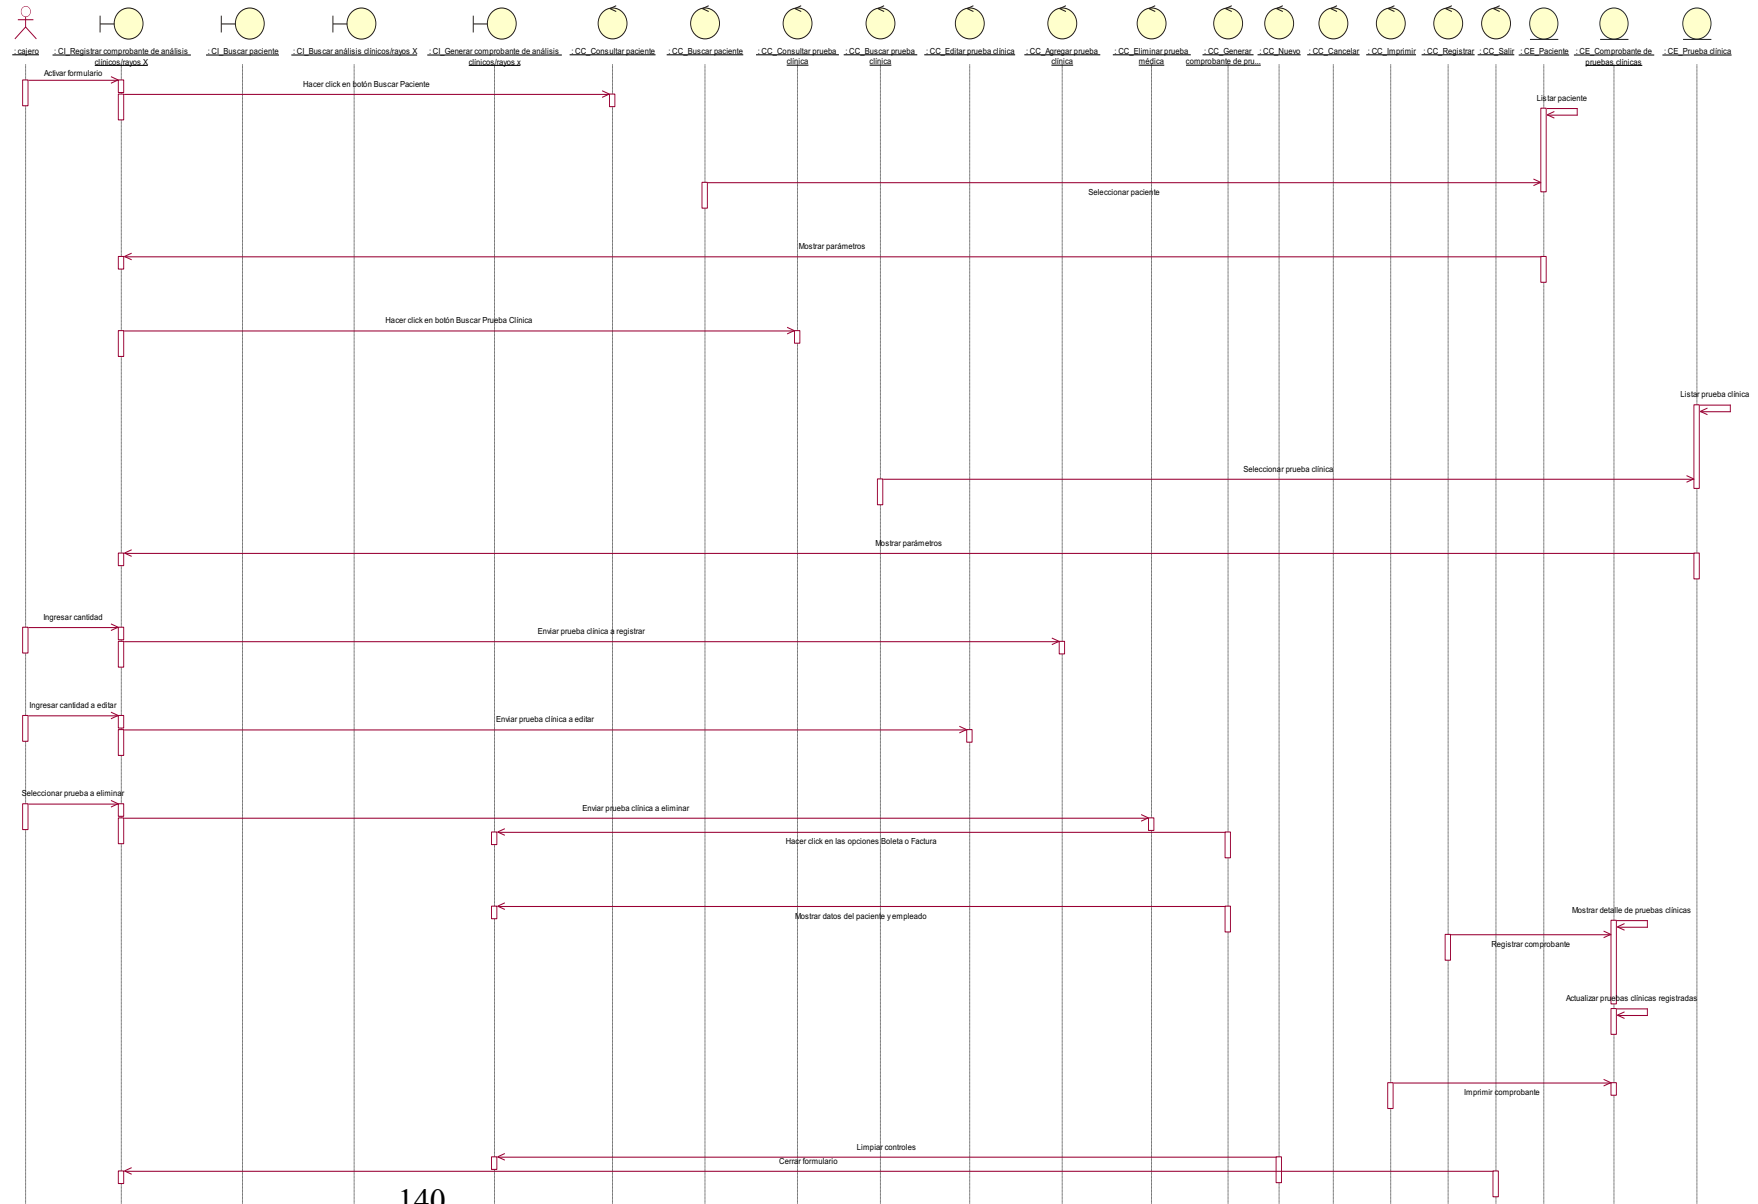 : cajero
: CI_Registrar comprobante de análisis
clínicos/rayos X
: CI_Buscar paciente
: CI_Buscar análisis clínicos/rayos X
: CI_Generar comprobante de análisis
clínicos/rayos x
: CC_Consultar paciente
: CC_Buscar paciente
: CC_Consultar prueba
clínica
: CC_Buscar prueba
clínica
: CC_Editar prueba clínica
: CC_Agregar prueba
clínica
: CC_Eliminar prueba
médica
: CC_Generar
comprobante de pru...
: CC_Nuevo
: CC_Cancelar
: CC_Imprimir
: CC_Registrar
: CC_Salir
: CE_Paciente
: CE_Comprobante de
pruebas clínicas
: CE_Prueba clínica
Activar formulario
Hacer click en botón Buscar Paciente
Listar paciente
Seleccionar paciente
Mostrar parámetros
Hacer click en botón Buscar Prueba Clínica
Listar prueba clínica
Seleccionar prueba clínica
Mostrar parámetros
Ingresar cantidad
Enviar prueba clínica a registrar
Ingresar cantidad a editar
Enviar prueba clínica a editar
Seleccionar prueba a eliminar
Enviar prueba clínica a eliminar
Hacer click en las opciones Boleta o Factura
Mostrar datos del paciente y empleado
Mostrar detalle de pruebas clínicas
Registrar comprobante
Actualizar pruebas clínicas registradas
Imprimir comprobante
Limpiar controles
Cerrar formulario
140